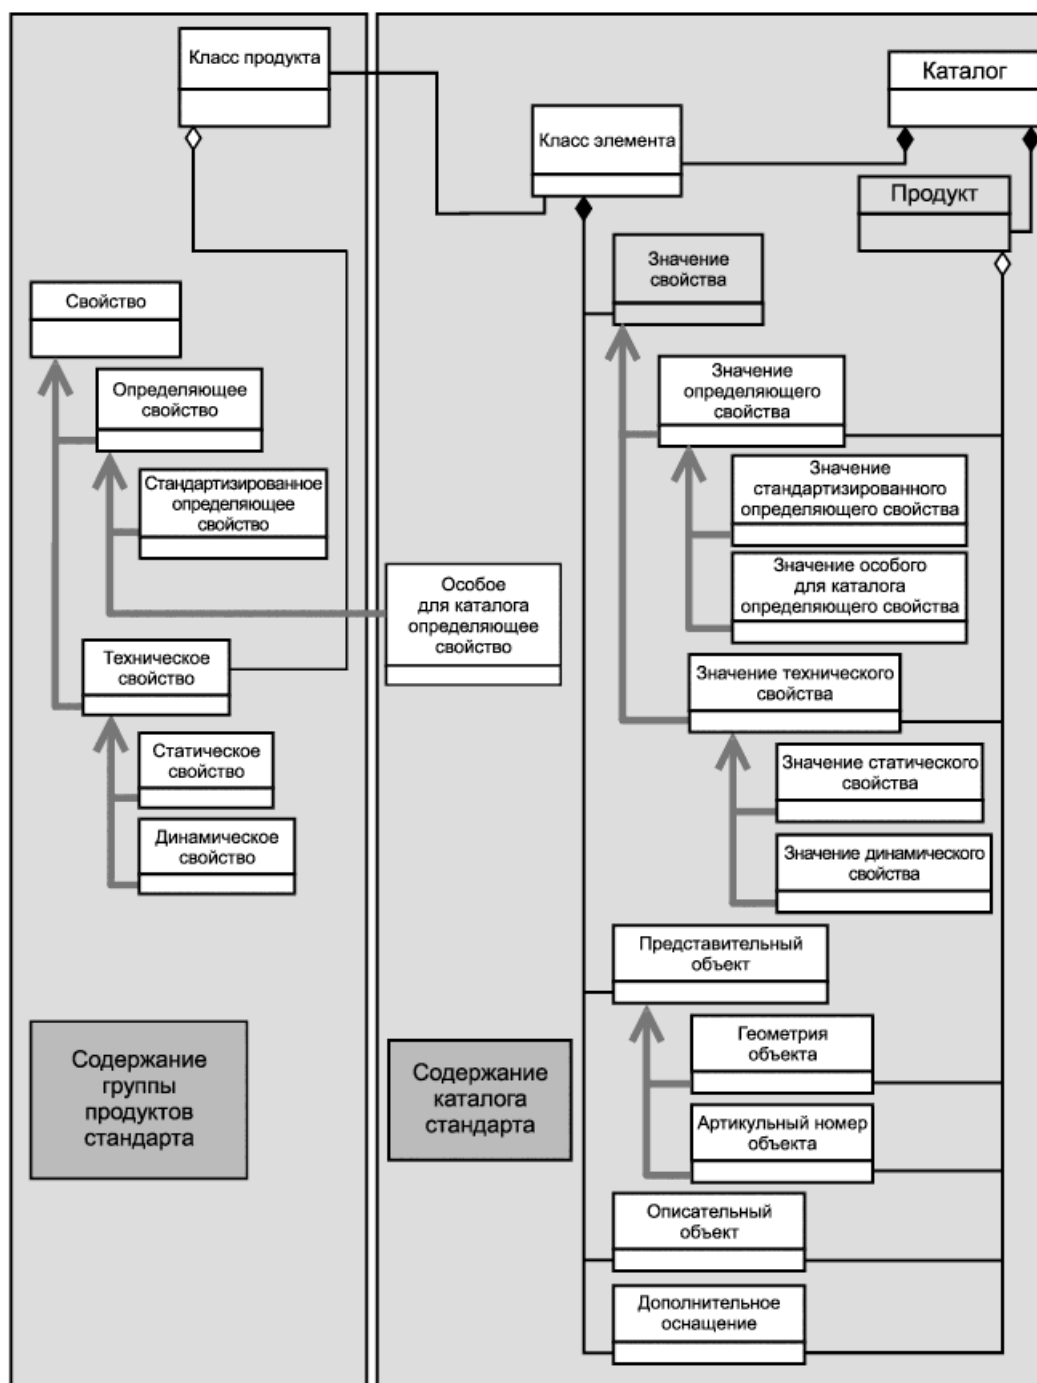 Класс продукта
Каталог
Класс элемента
Продукт
Значение
свойства
Свойство
Определяющее
свойство
Значение
определяющего
свойства
Стандартизированное
определяющее
свойство
Значение
стандартизированного
определяющего свойства
Особое
для каталога
определяющее
свойство
Значение особого
для каталога
определяющего свойства
Техническое
свойство
Значение технического
свойства
Статическое
свойство
Значение статического
свойства
Динамическое
свойство
Значение динамического
свойства
Представительный
объект
Содержание
группы
продуктов
стандарта
Содержание
каталога
стандарта
Геометрия
объекта
Артикульный номер
объекта
Описательный
объект
Дополнительное
оснащение